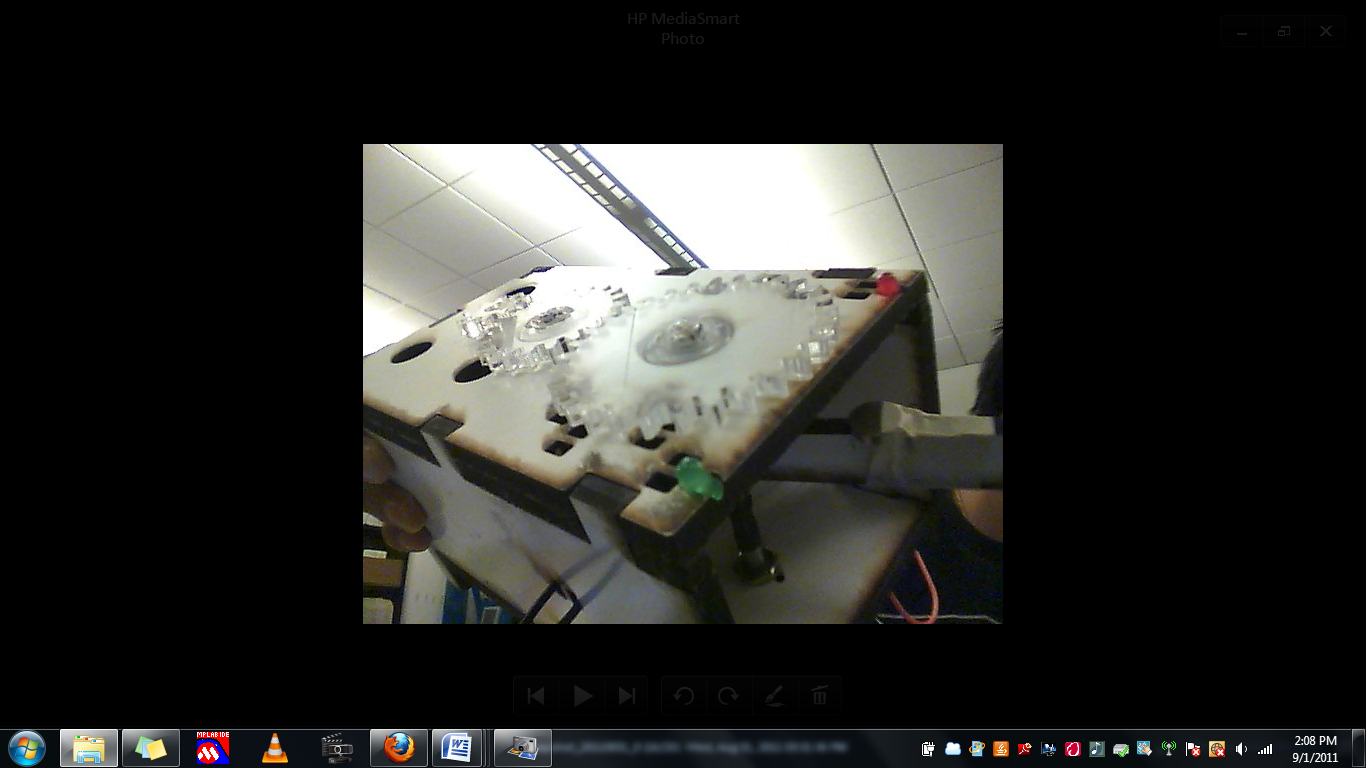 HP MediaSmart
Photo
MPLAB IDE
2:08 PM
9/1/2011